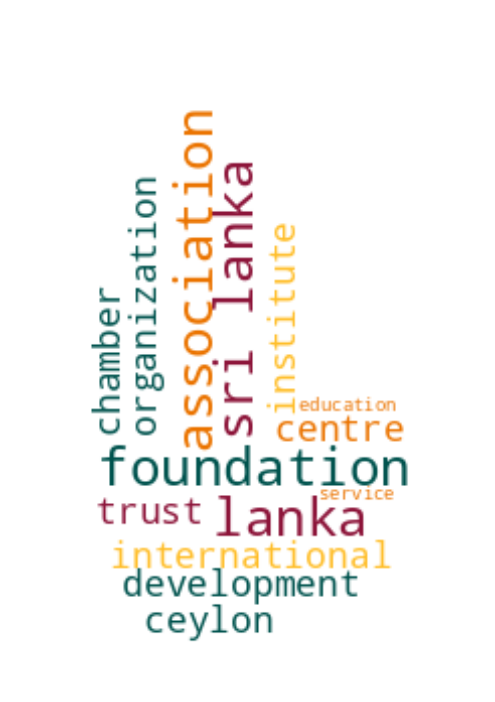 chamber
organization
association
sri lanka
institute
education
centre
foundation
service
trust lanka
international
development
ceylon